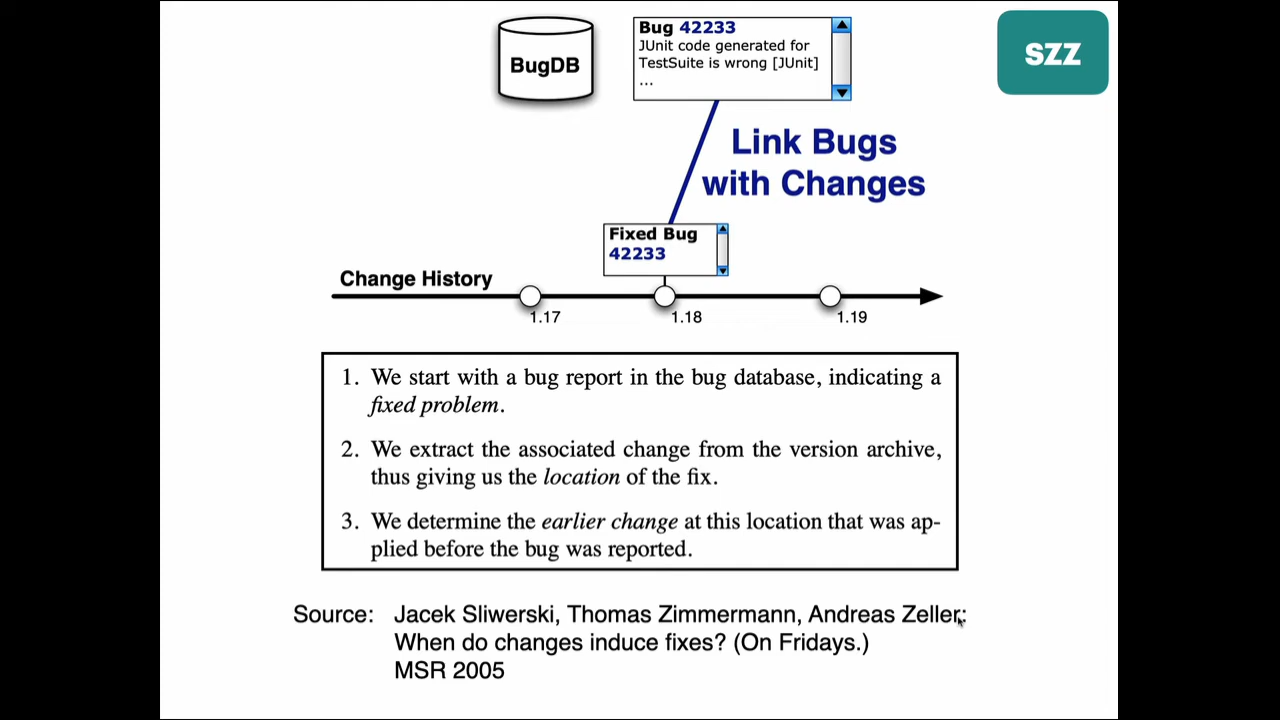 BugDB
Bug 42233
JUnit code generated for
TestSuite is wrong [JUnit]
...
SZZ
Link Bugs
with Changes
Fixed Bug
42233
Change History
1.17
1.18
1.19
1. We start with a bug report in the bug database, indicating a
fixed problem.
2. We extract the associated change from the version archive,
thus giving us the location of the fix.
3. We determine the earlier change at this location that was ap-
plied before the bug was reported.
Source: Jacek Sliwerski, Thomas Zimmermann, Andreas Zeller:
When do changes induce fixes? (On Fridays.)
MSR 2005